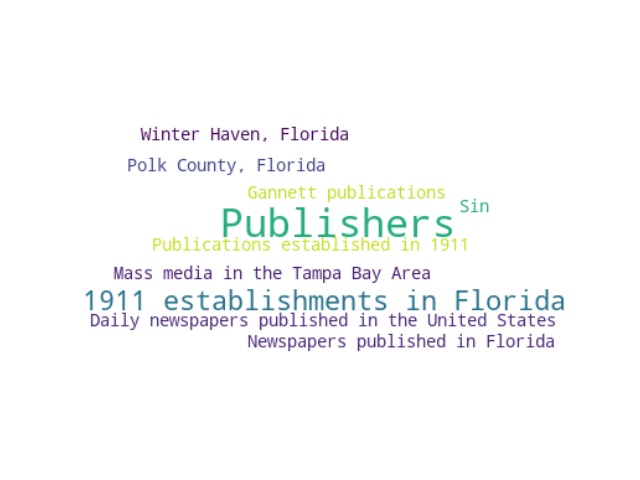 Winter Haven, Florida
Polk County, Florida
Gannett publications
Sin
Publishers
Publications established in 1911
Mass media in the Tampa Bay Area
1911 establishments in Florida
Daily newspapers published in the United States
Newspapers published in Florida